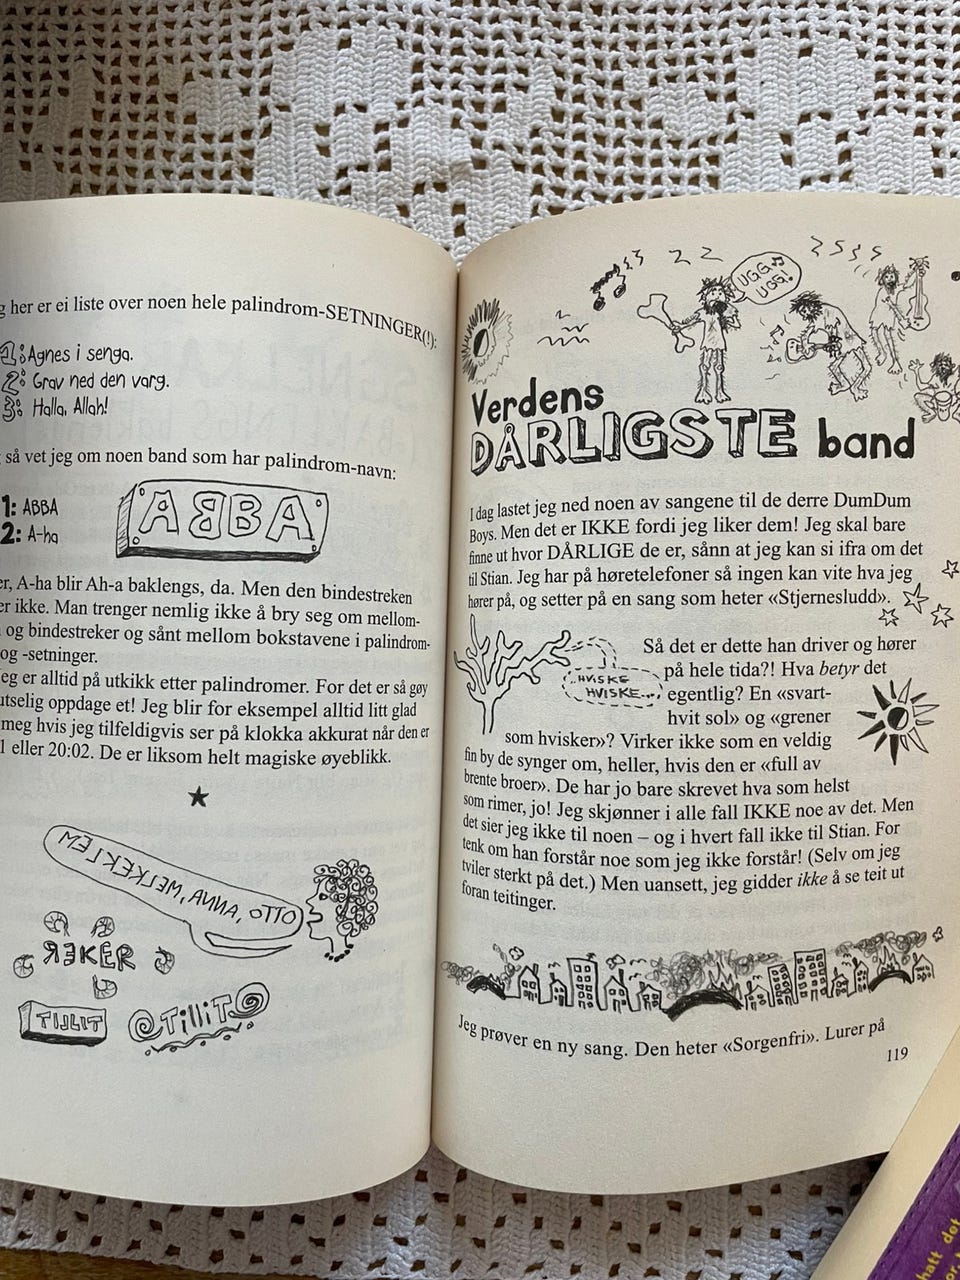 her er ei liste over noen hele palindrom-SETNINGER(!):
1: Agnes i senga.
2: Grav ned den varg.
3: Halla, Allah!
så vet jeg om noen band som har palindrom-navn:
1: ABBA
2: A-ha
ABBA
A-ha blir Ah-a baklengs, da. Men den bindestreken
ikke. Man trenger nemlig ikke å bry seg om mellom-
og bindestreker og sånt mellom bokstavene i palindrom-
og -setninger.
eg er alltid på utkikk etter palindromer. For det er så gøy
utselig oppdage et! Jeg blir for eksempel alltid litt glad
meg hvis jeg tilfeldigvis ser på klokka akkurat når den er
eller 20:02. De er liksom helt magiske øyeblikk.
OTTO, ANNA, MELKEKLEM
REKER
TILLIT
TilliT
UGG
UGG!
Verdens
DÅRLIGSTE band
I dag lastet jeg ned noen av sangene til de derre DumDum
Boys. Men det er IKKE fordi jeg liker dem! Jeg skal bare
finne ut hvor DÅRLIGE de er, sånn at jeg kan si ifra om det
til Stian. Jeg har på høretelefoner så ingen kan vite hva jeg
hører på, og setter på en sang som heter «Stjernesludd».
HVISKE
HVISKE...
Så det er dette han driver og hører
på hele tida?! Hva betyr det
egentlig? En «svart-
hvit sol» og «grener
som hvisker»? Virker ikke som en veldig
fin by de synger om, heller, hvis den er «full av
brente broer». De har jo bare skrevet hva som helst
som rimer, jo! Jeg skjønner i alle fall IKKE noe av det. Men
det sier jeg ikke til noen – og i hvert fall ikke til Stian. For
tenk om han forstår noe som jeg ikke forstår! (Selv om jeg
tviler sterkt på det.) Men uansett, jeg gidder ikke å se teit ut
foran teitinger.
Jeg prøver en ny sang. Den heter «Sorgenfri». Lurer på
119
att det